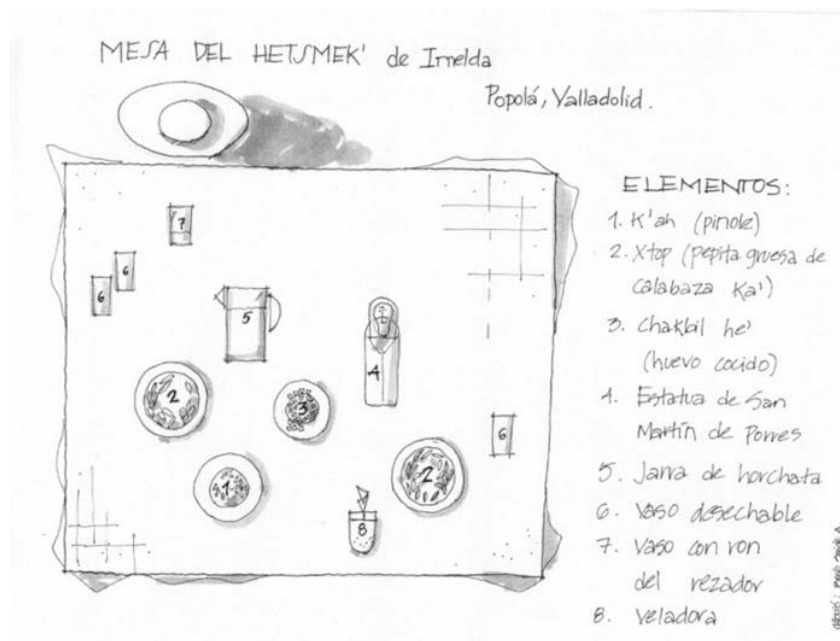 MESA DEL HETSMEK' de Imelda
Popolá, Valladolid.
7
6
6
5
4
2
3
6
2
1
8
ELEMENTOS:
1. K'ah (pinole)
2. Xtop (pepita gruesa de
calabaza Ka')
3. Chakbil he'
(huevo cocido)
4. Estatua de San
Martín de Porres
5. Jarra de horchata
6. Vaso desechable
7. Vaso con ron
del rezador
8. Veladora